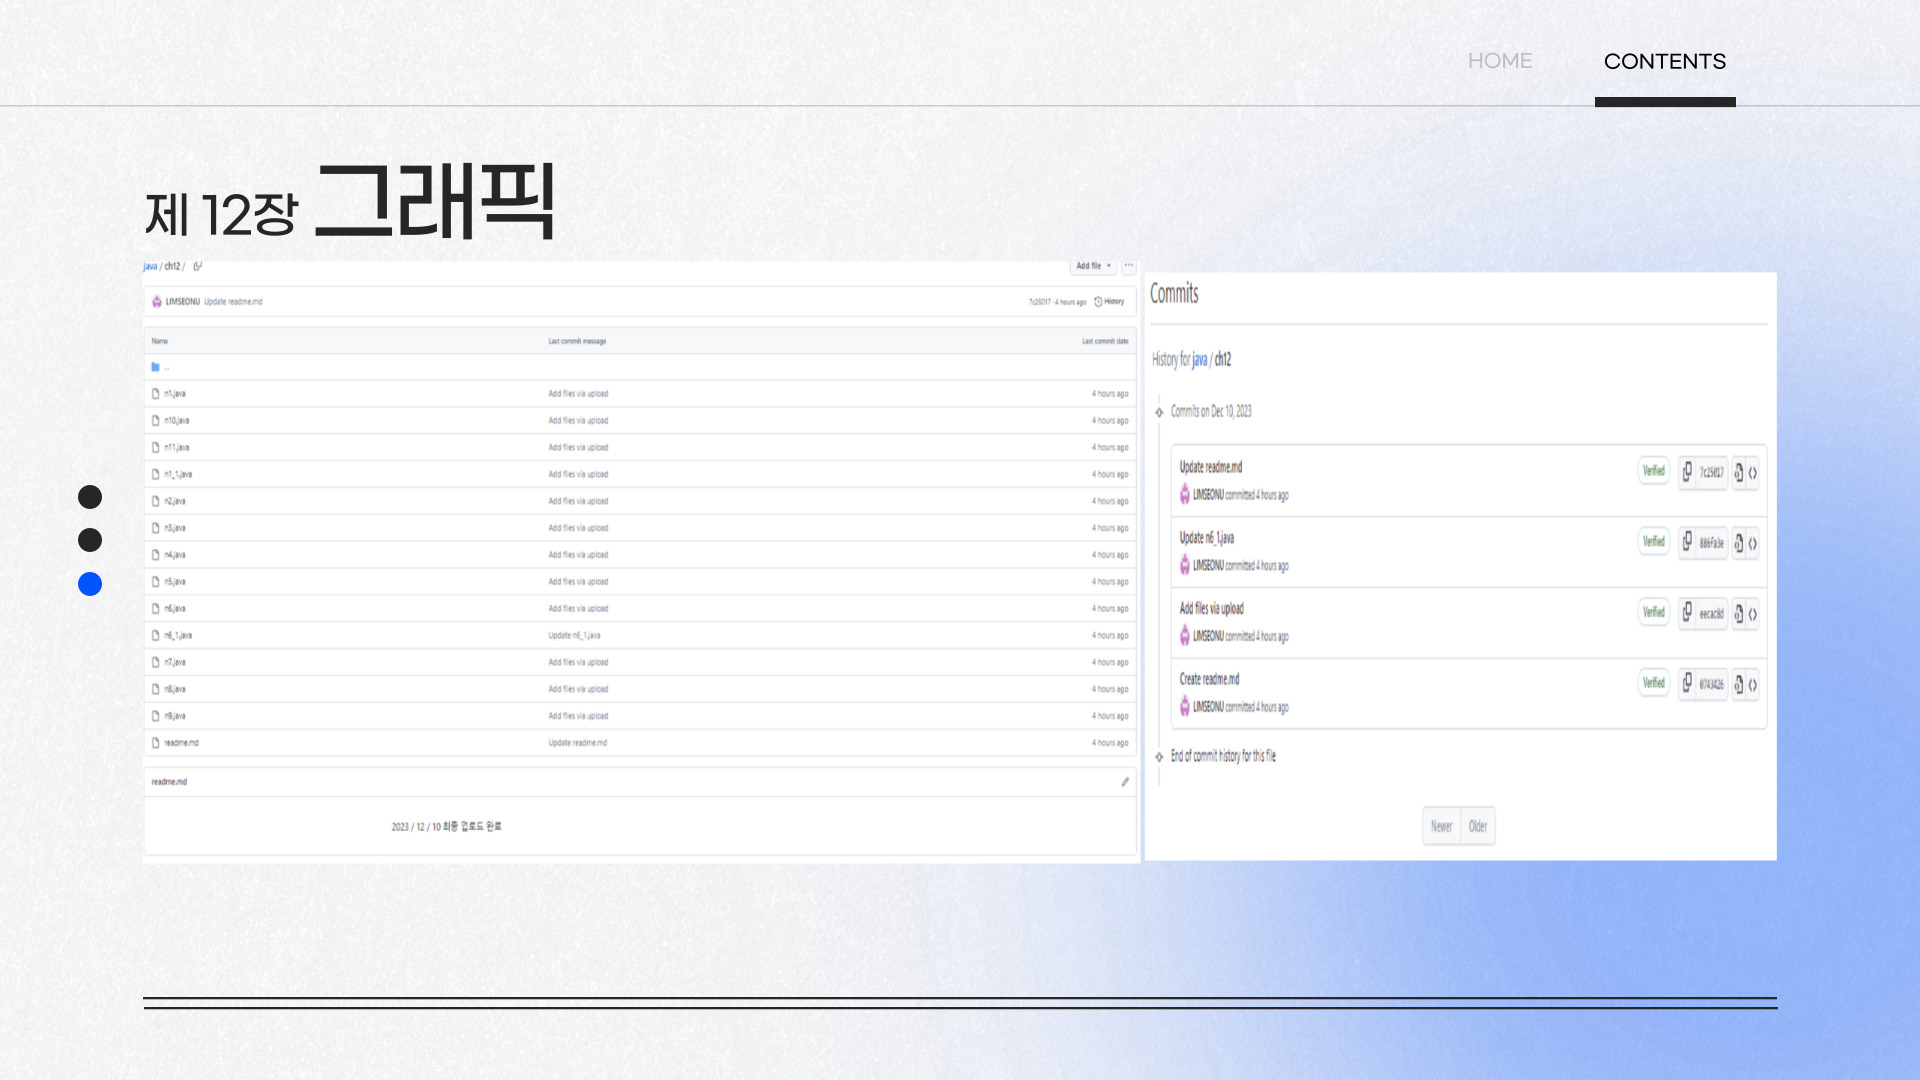 HOME CONTENTS
제 12장 그래픽
java / ch12 / Add file
LIMSEONU Update readme.md 7c25017 · 4 hours ago History
Name Last commit message Last commit date
..
n1.java Add files via upload 4 hours ago
n10.java Add files via upload 4 hours ago
n11.java Add files via upload 4 hours ago
n1_1.java Add files via upload 4 hours ago
n2.java Add files via upload 4 hours ago
n3.java Add files via upload 4 hours ago
n4.java Add files via upload 4 hours ago
n5.java Add files via upload 4 hours ago
n6.java Add files via upload 4 hours ago
n6_1.java Update n6_1.java 4 hours ago
n7.java Add files via upload 4 hours ago
n8.java Add files via upload 4 hours ago
n9.java Add files via upload 4 hours ago
readme.md Update readme.md 4 hours ago
readme.md
2023 / 12 / 10 최종 업로드 완료
Commits
History for java / ch12
Commits on Dec 10, 2023
Update readme.md Verified 7c25017
LIMSEONU committed 4 hours ago
Update n6_1.java Verified 886fa3e
LIMSEONU committed 4 hours ago
Add files via upload Verified eecac8d
LIMSEONU committed 4 hours ago
Create readme.md Verified 0743426
LIMSEONU committed 4 hours ago
End of commit history for this file
Newer Older